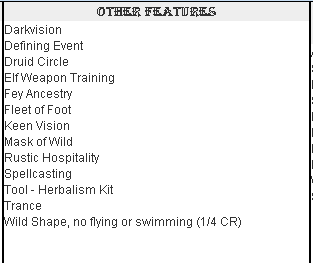 OTHER FEATURES
Darkvision
Defining Event
Druid Circle
Elf Weapon Training
Fey Ancestry
Fleet of Foot
Keen Vision
Mask of Wild
Rustic Hospitality
Spellcasting
Tool - Herbalism Kit
Trance
Wild Shape, no flying or swimming (1/4 CR)